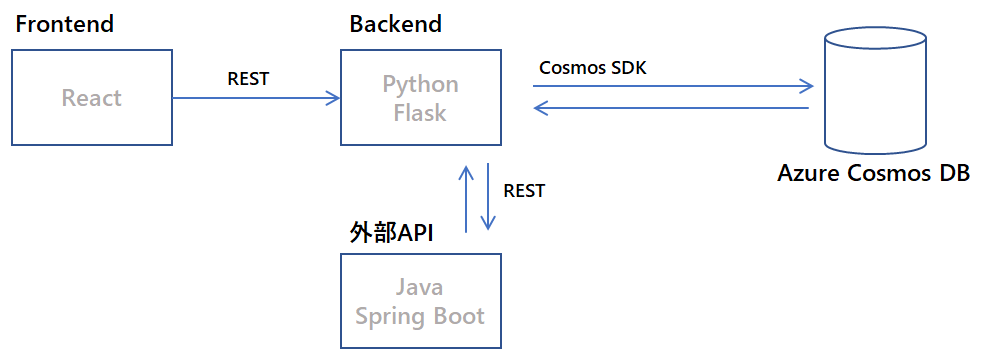 Frontend
Backend
React
REST
Python
Flask
Cosmos SDK
Azure Cosmos DB
REST
外部API
Java
Spring Boot